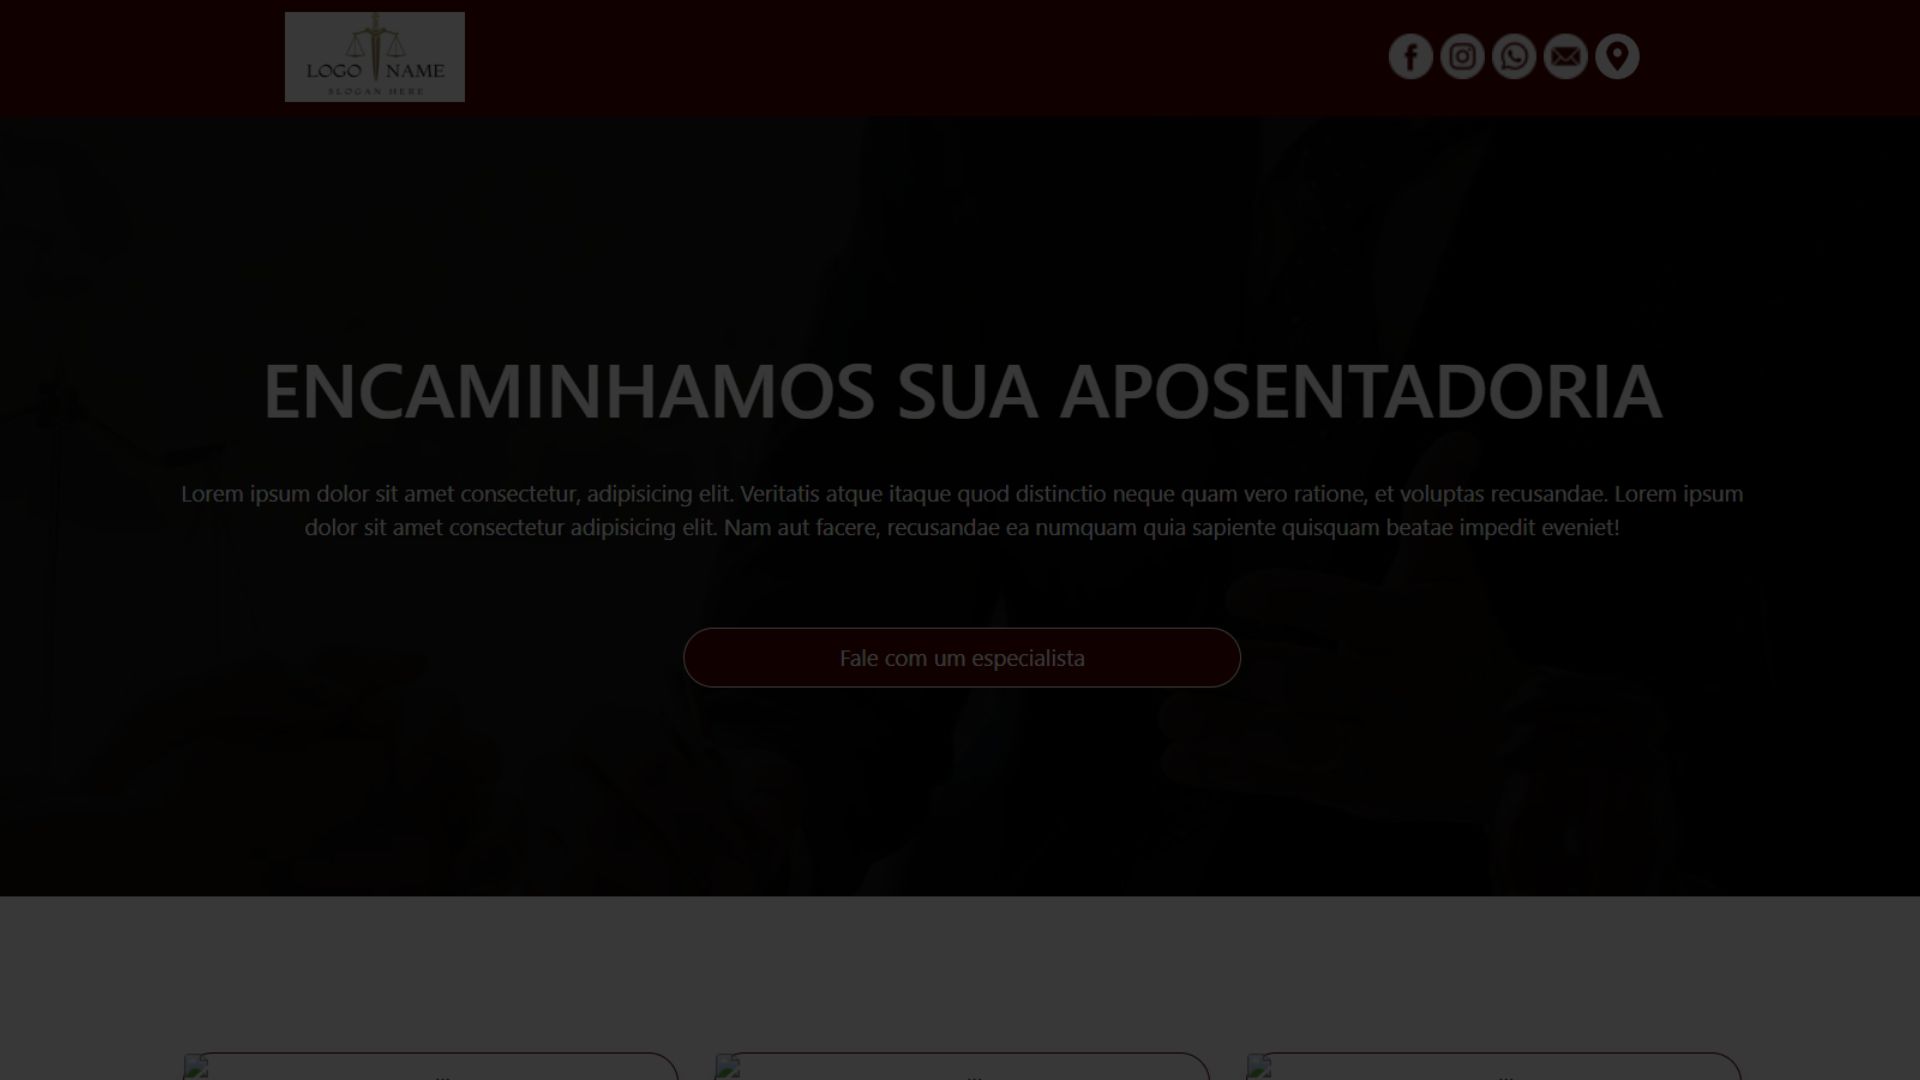 LOGO NAME
SLOGAN HERE
ENCAMINHAMOS SUA APOSENTADORIA
Lorem ipsum dolor sit amet consectetur, adipisicing elit. Veritatis atque itaque quod distinctio neque quam vero ratione, et voluptas recusandae. Lorem ipsum
dolor sit amet consectetur adipisicing elit. Nam aut facere, recusandae ea numquam quia sapiente quisquam beatae impedit eveniet!
Fale com um especialista